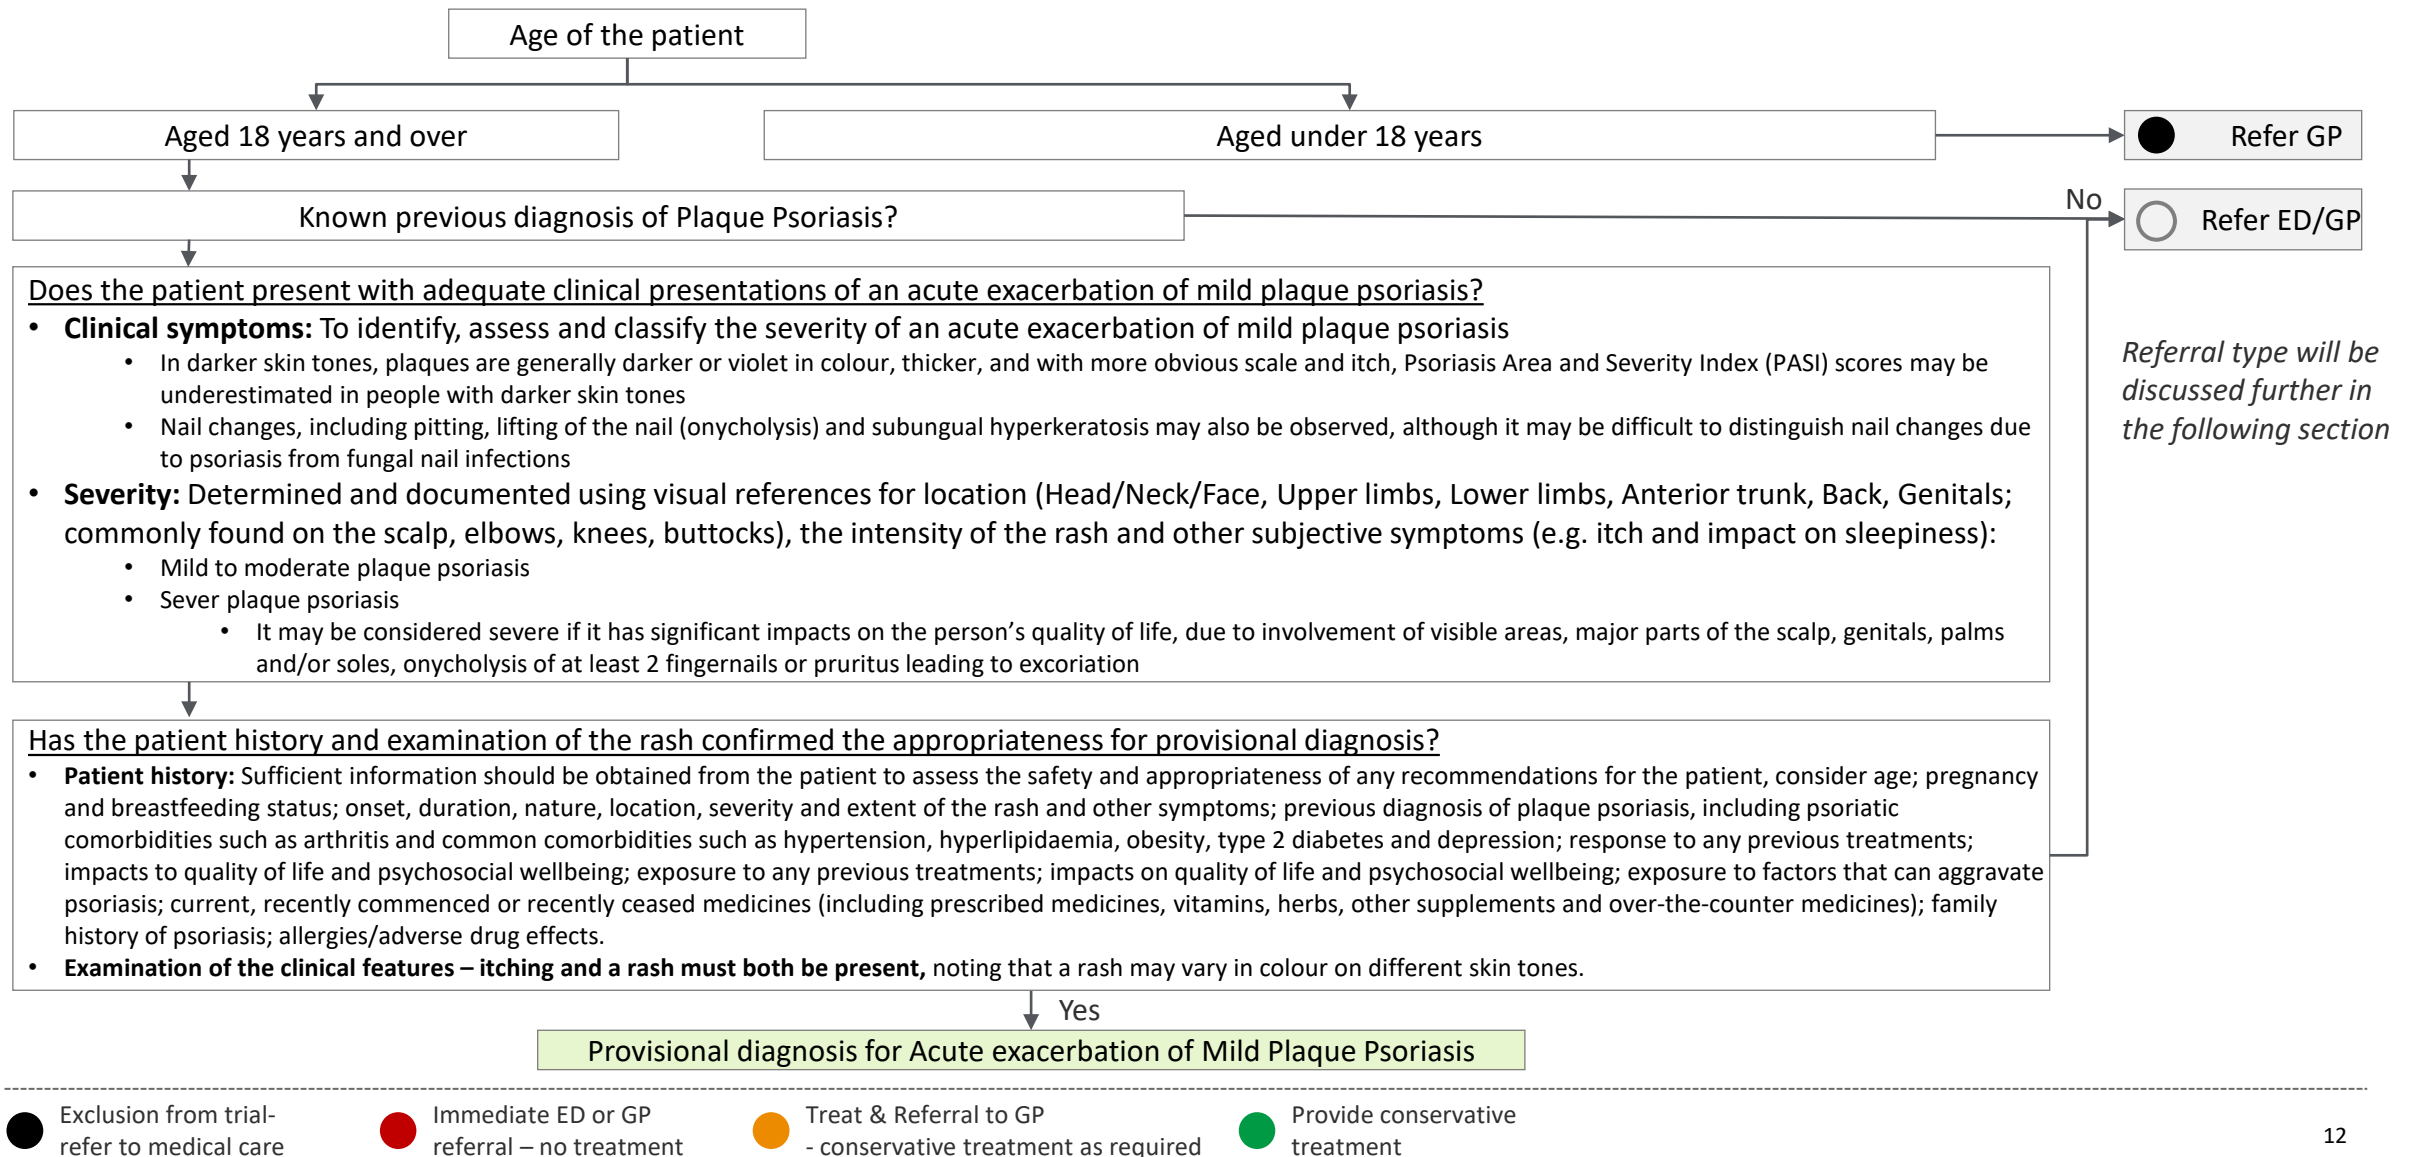 Age of the patient
Aged 18 years and over
Aged under 18 years
Refer GP
Known previous diagnosis of Plaque Psoriasis?
No
Refer ED/GP
Does the patient present with adequate clinical presentations of an acute exacerbation of mild plaque psoriasis?
• Clinical symptoms: To identify, assess and classify the severity of an acute exacerbation of mild plaque psoriasis
• In darker skin tones, plaques are generally darker or violet in colour, thicker, and with more obvious scale and itch, Psoriasis Area and Severity Index (PASI) scores may be
underestimated in people with darker skin tones
• Nail changes, including pitting, lifting of the nail (onycholysis) and subungual hyperkeratosis may also be observed, although it may be difficult to distinguish nail changes due
to psoriasis from fungal nail infections
• Severity: Determined and documented using visual references for location (Head/Neck/Face, Upper limbs, Lower limbs, Anterior trunk, Back, Genitals;
commonly found on the scalp, elbows, knees, buttocks), the intensity of the rash and other subjective symptoms (e.g. itch and impact on sleepiness):
• Mild to moderate plaque psoriasis
• Sever plaque psoriasis
• It may be considered severe if it has significant impacts on the person's quality of life, due to involvement of visible areas, major parts of the scalp, genitals, palms
and/or soles, onycholysis of at least 2 fingernails or pruritus leading to excoriation
Referral type will be
discussed further in
the following section
Has the patient history and examination of the rash confirmed the appropriateness for provisional diagnosis?
• Patient history: Sufficient information should be obtained from the patient to assess the safety and appropriateness of any recommendations for the patient, consider age; pregnancy
and breastfeeding status; onset, duration, nature, location, severity and extent of the rash and other symptoms; previous diagnosis of plaque psoriasis, including psoriatic
comorbidities such as arthritis and common comorbidities such as hypertension, hyperlipidaemia, obesity, type 2 diabetes and depression; response to any previous treatments;
impacts to quality of life and psychosocial wellbeing; exposure to any previous treatments; impacts on quality of life and psychosocial wellbeing; exposure to factors that can aggravate
psoriasis; current, recently commenced or recently ceased medicines (including prescribed medicines, vitamins, herbs, other supplements and over-the-counter medicines); family
history of psoriasis; allergies/adverse drug effects.
• Examination of the clinical features – itching and a rash must both be present, noting that a rash may vary in colour on different skin tones.
Yes
Provisional diagnosis for Acute exacerbation of Mild Plaque Psoriasis
Exclusion from trial-
refer to medical care
Immediate ED or GP
referral – no treatment
Treat & Referral to GP
- conservative treatment as required
Provide conservative
treatment
12